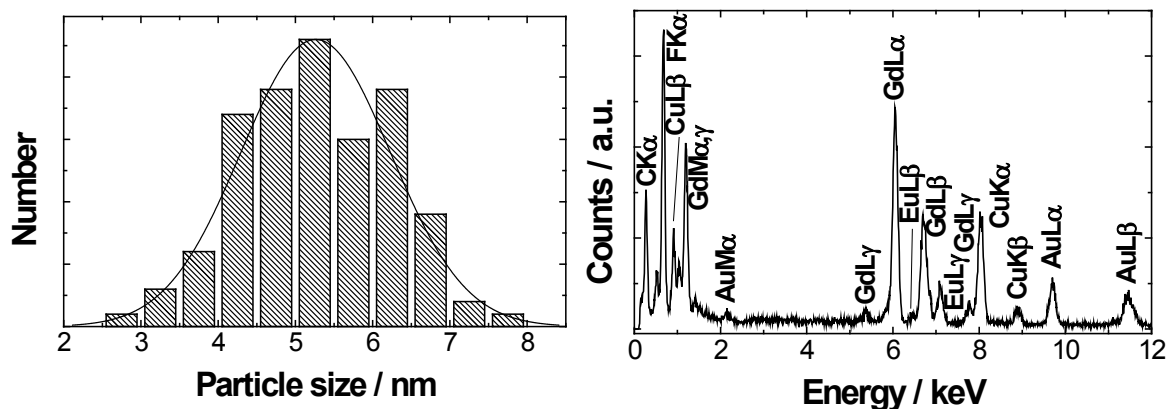 Number
2 3 4 5 6 7 8
Particle size / nm
Counts / a.u.
CKα
FKα
CuLβ
GdMα,γ
AuMα
GdLγ
GdLα
EuLβ
GdLβ
EuLγ
GdLγ
CuKα
CuKβ
AuLα
AuLβ
0 2 4 6 8 10 12
Energy / keV